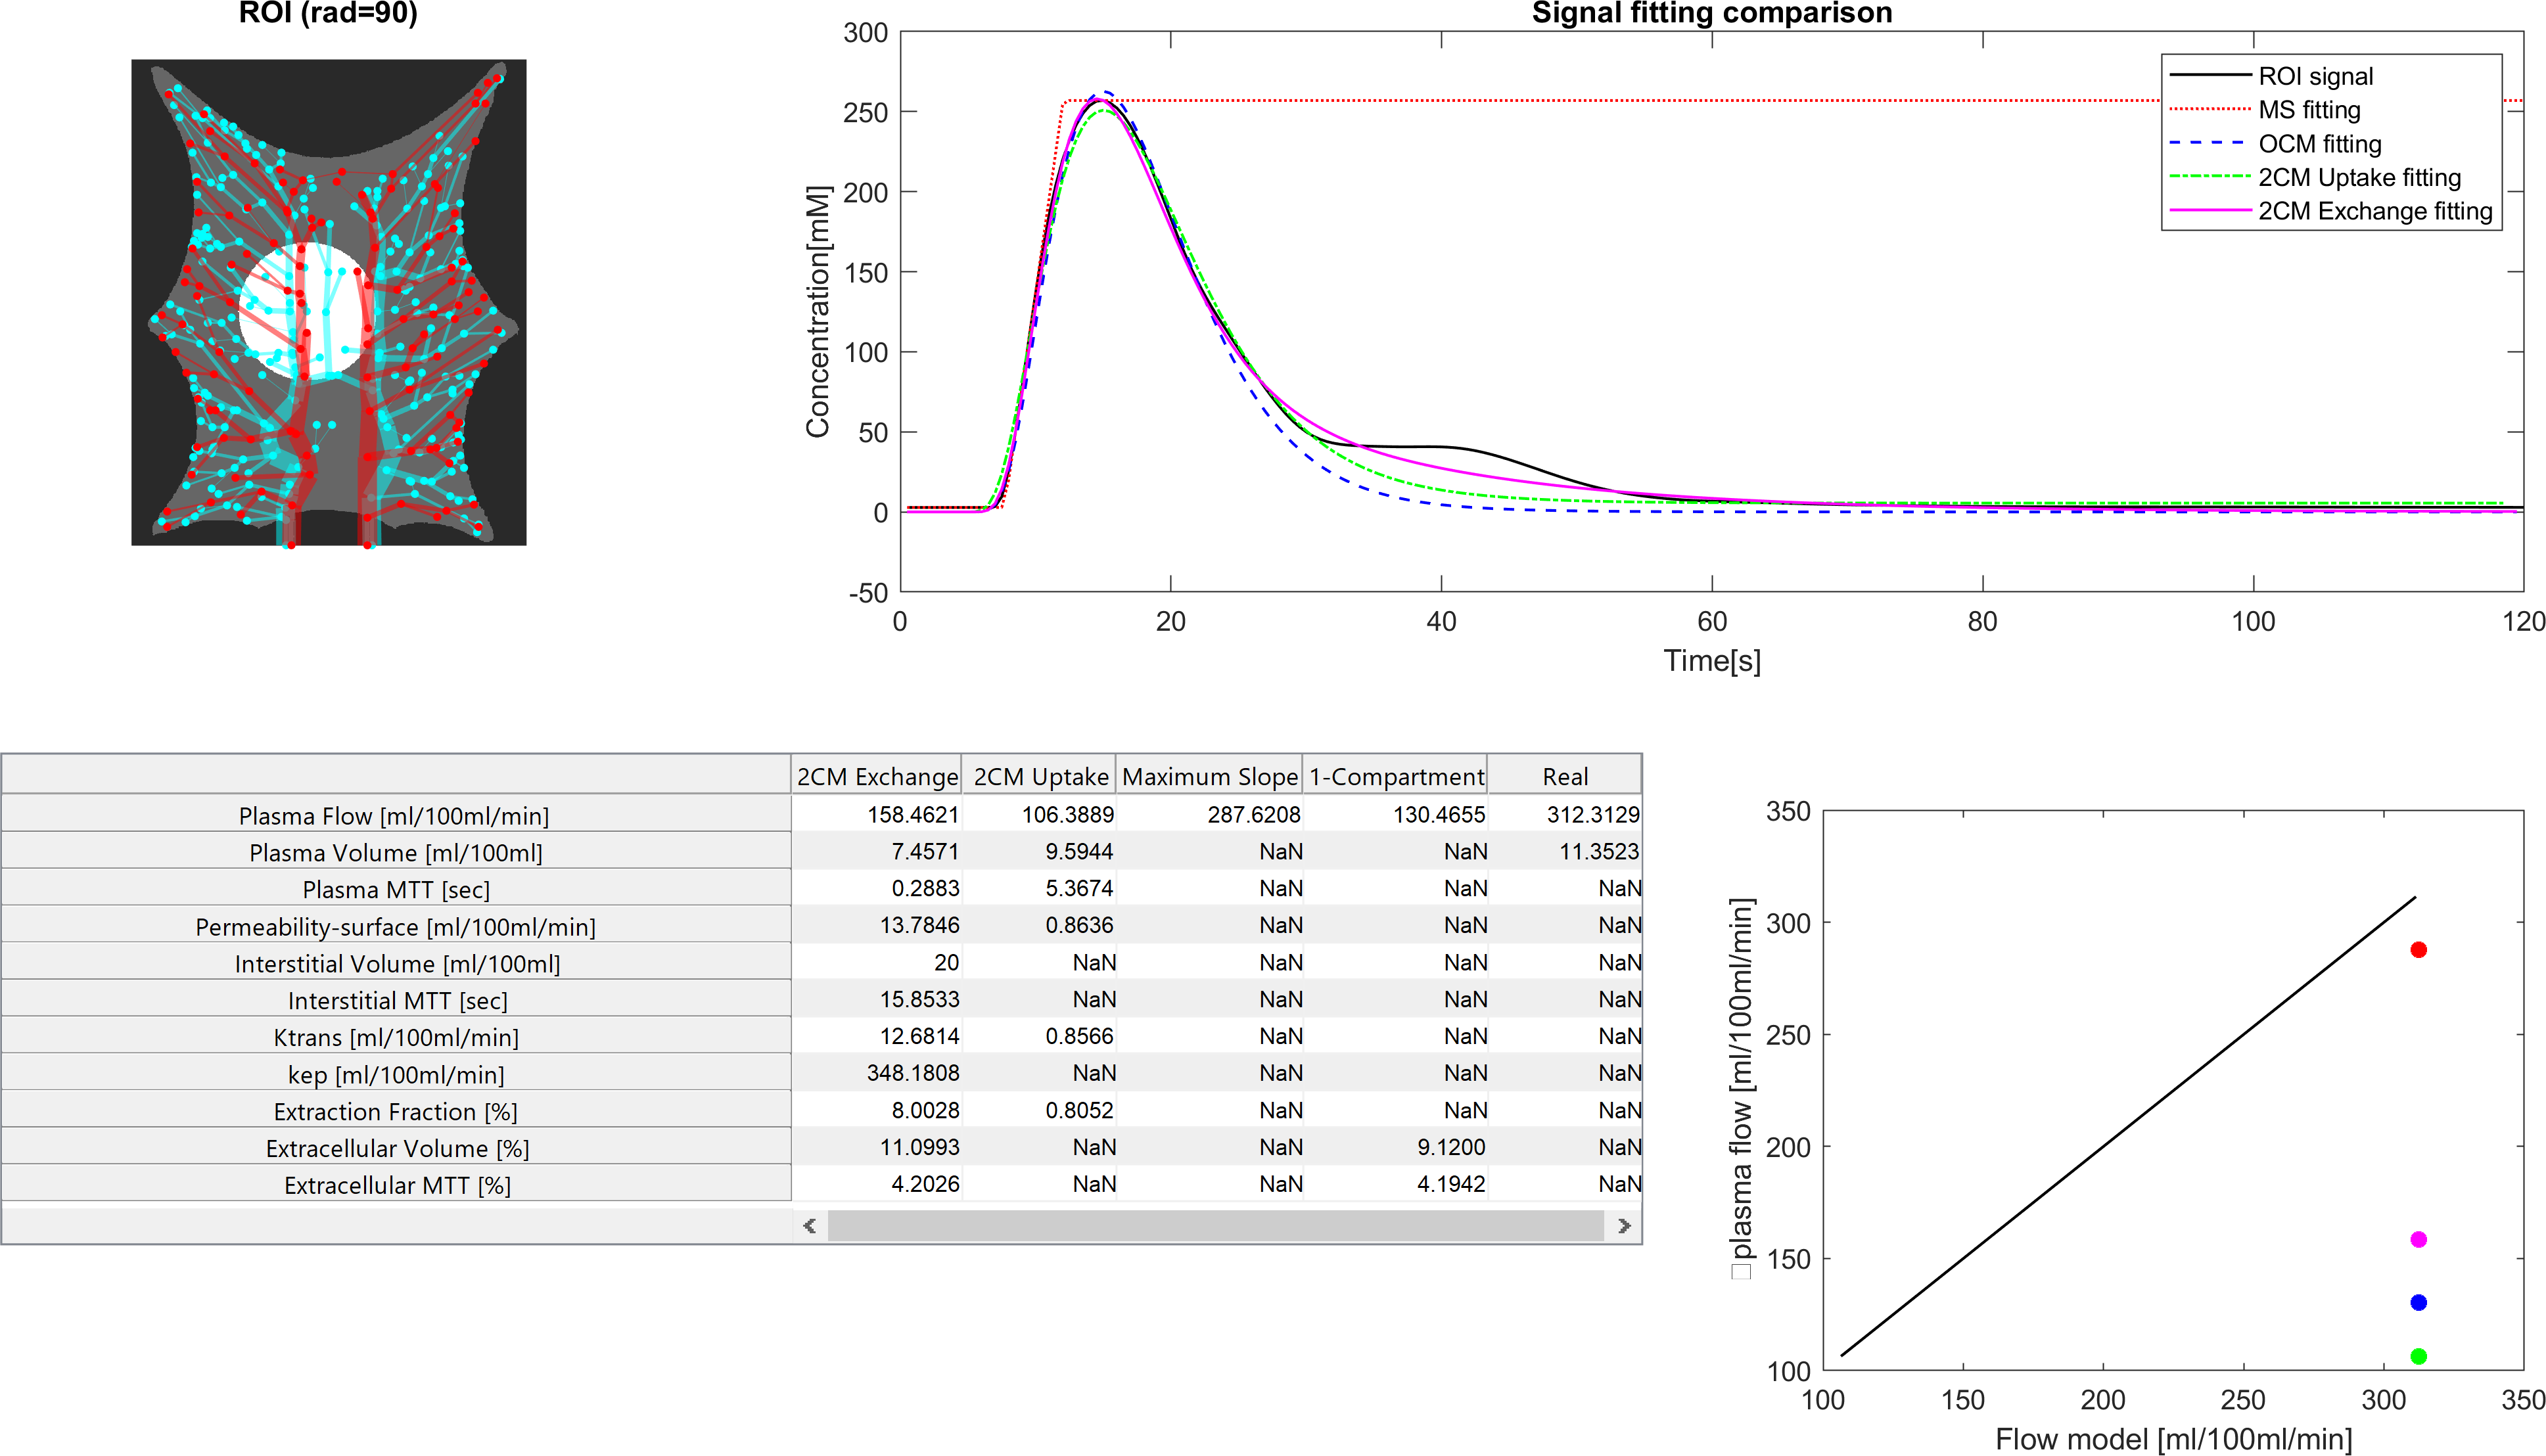 ROI (rad=90)
Signal fitting comparison
300
250
200
150
100
50
0
-50
Concentration[mM]
0 20 40 60 80 100 120
Time[s]
ROI signal
MS fitting
OCM fitting
2CM Uptake fitting
2CM Exchange fitting
2CM Exchange 2CM Uptake Maximum Slope 1-Compartment Real
Plasma Flow [ml/100ml/min] 158.4621 106.3889 287.6208 130.4655 312.3129
Plasma Volume [ml/100ml] 7.4571 9.5944 NaN NaN 11.3523
Plasma MTT [sec] 0.2883 5.3674 NaN NaN NaN
Permeability-surface [ml/100ml/min] 13.7846 0.8636 NaN NaN NaN
Interstitial Volume [ml/100ml] 20 NaN NaN NaN NaN
Interstitial MTT [sec] 15.8533 NaN NaN NaN NaN
Ktrans [ml/100ml/min] 12.6814 0.8566 NaN NaN NaN
kep [ml/100ml/min] 348.1808 NaN NaN NaN NaN
Extraction Fraction [%] 8.0028 0.8052 NaN NaN NaN
Extracellular Volume [%] 11.0993 NaN NaN 9.1200 NaN
Extracellular MTT [%] 4.2026 NaN NaN 4.1942 NaN
350
300
250
200
150
100
□plasma flow [ml/100ml/min]
100 150 200 250 300 350
Flow model [ml/100ml/min]